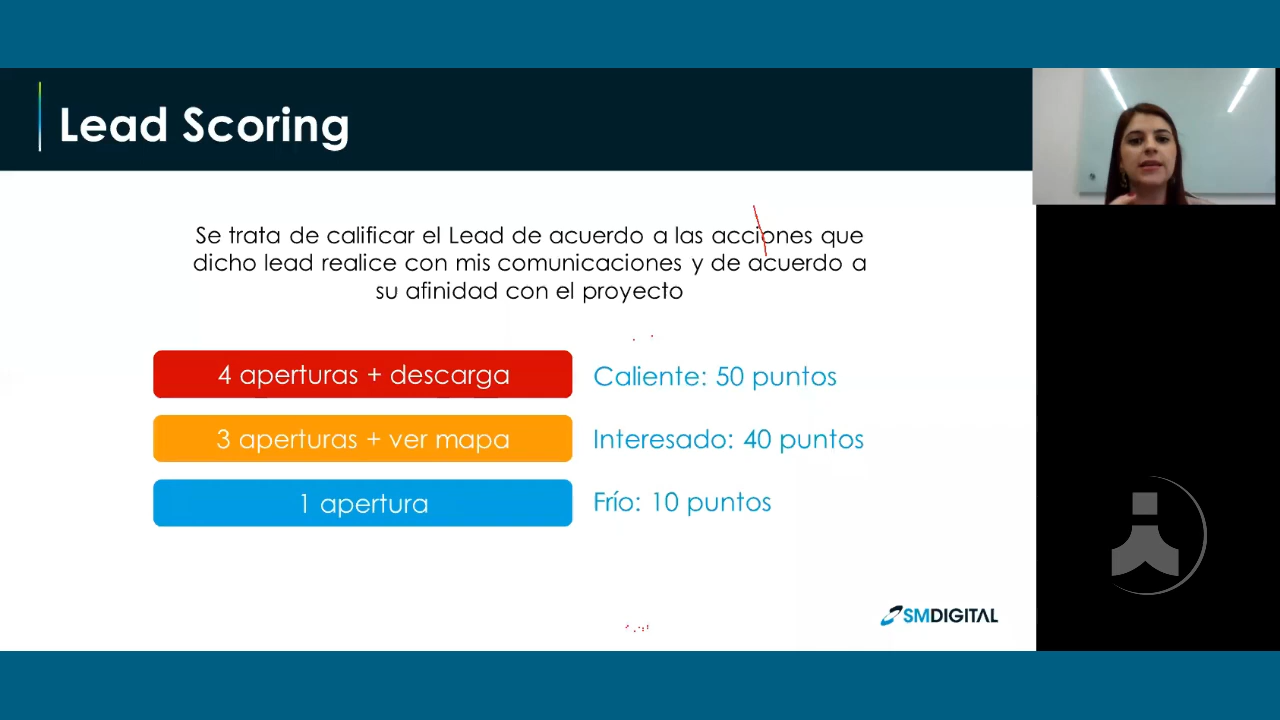 Lead Scoring
Se trata de calificar el Lead de acuerdo a las acciones que
dicho lead realice con mis comunicaciones y de acuerdo a
su afinidad con el proyecto
4 aperturas + descarga
Caliente: 50 puntos
3 aperturas + ver mapa
Interesado: 40 puntos
1 apertura
Frío: 10 puntos
SMDIGITAL